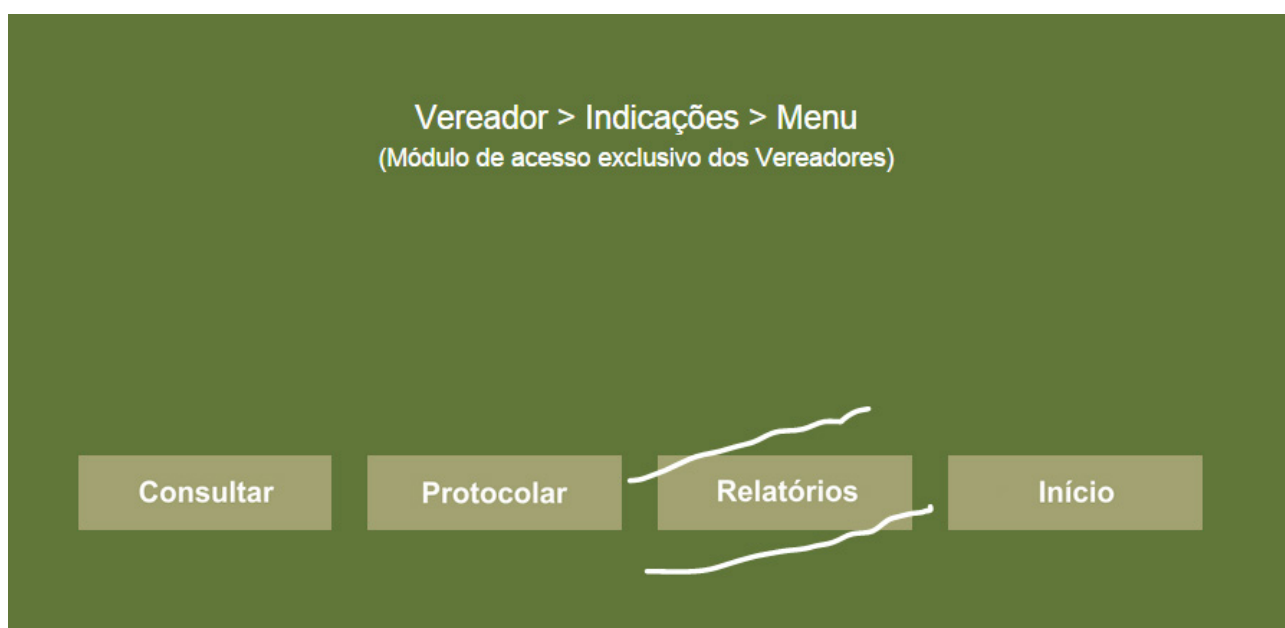 Vereador > Indicações > Menu
(Módulo de acesso exclusivo dos Vereadores)
Consultar Protocolar Relatórios Início